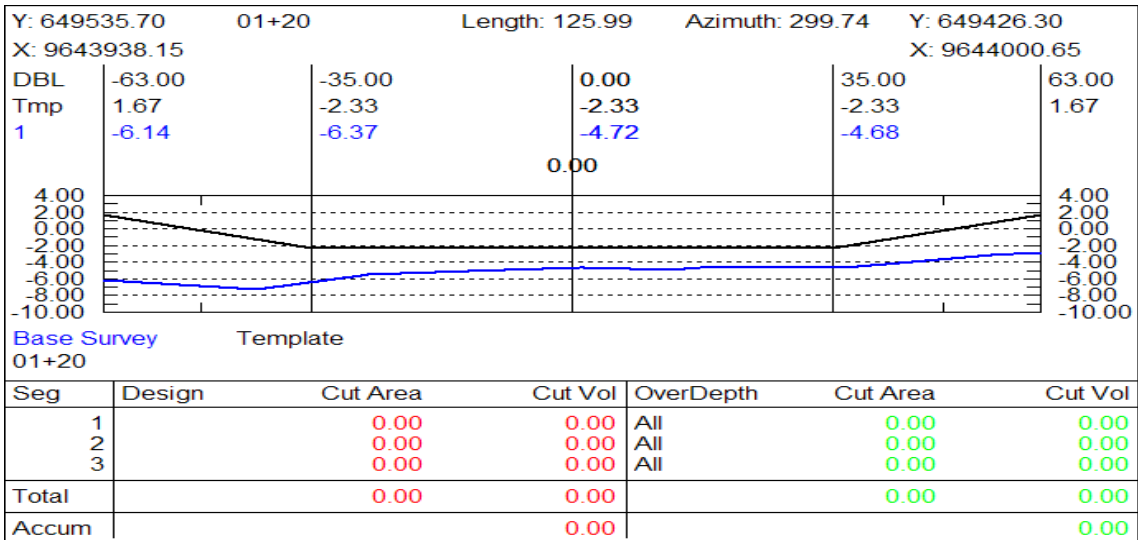 Y: 649535.70 01+20 Length: 125.99 Azimuth: 299.74 Y: 649426.30
X: 9643938.15 X: 9644000.65
DBL -63.00 -35.00 0.00 35.00 63.00
Tmp 1.67 -2.33 -2.33 -2.33 1.67
1 -6.14 -6.37 -4.72 -4.68
0.00
4.00 4.00
2.00 2.00
0.00 0.00
-2.00 -2.00
-4.00 -4.00
-6.00 -6.00
-8.00 -8.00
-10.00 -10.00
Base Survey Template
01+20
Seg Design Cut Area Cut Vol OverDepth Cut Area Cut Vol
1 0.00 0.00 All 0.00 0.00
2 0.00 0.00 All 0.00 0.00
3 0.00 0.00 All 0.00 0.00
Total 0.00 0.00 0.00 0.00
Accum 0.00 0.00